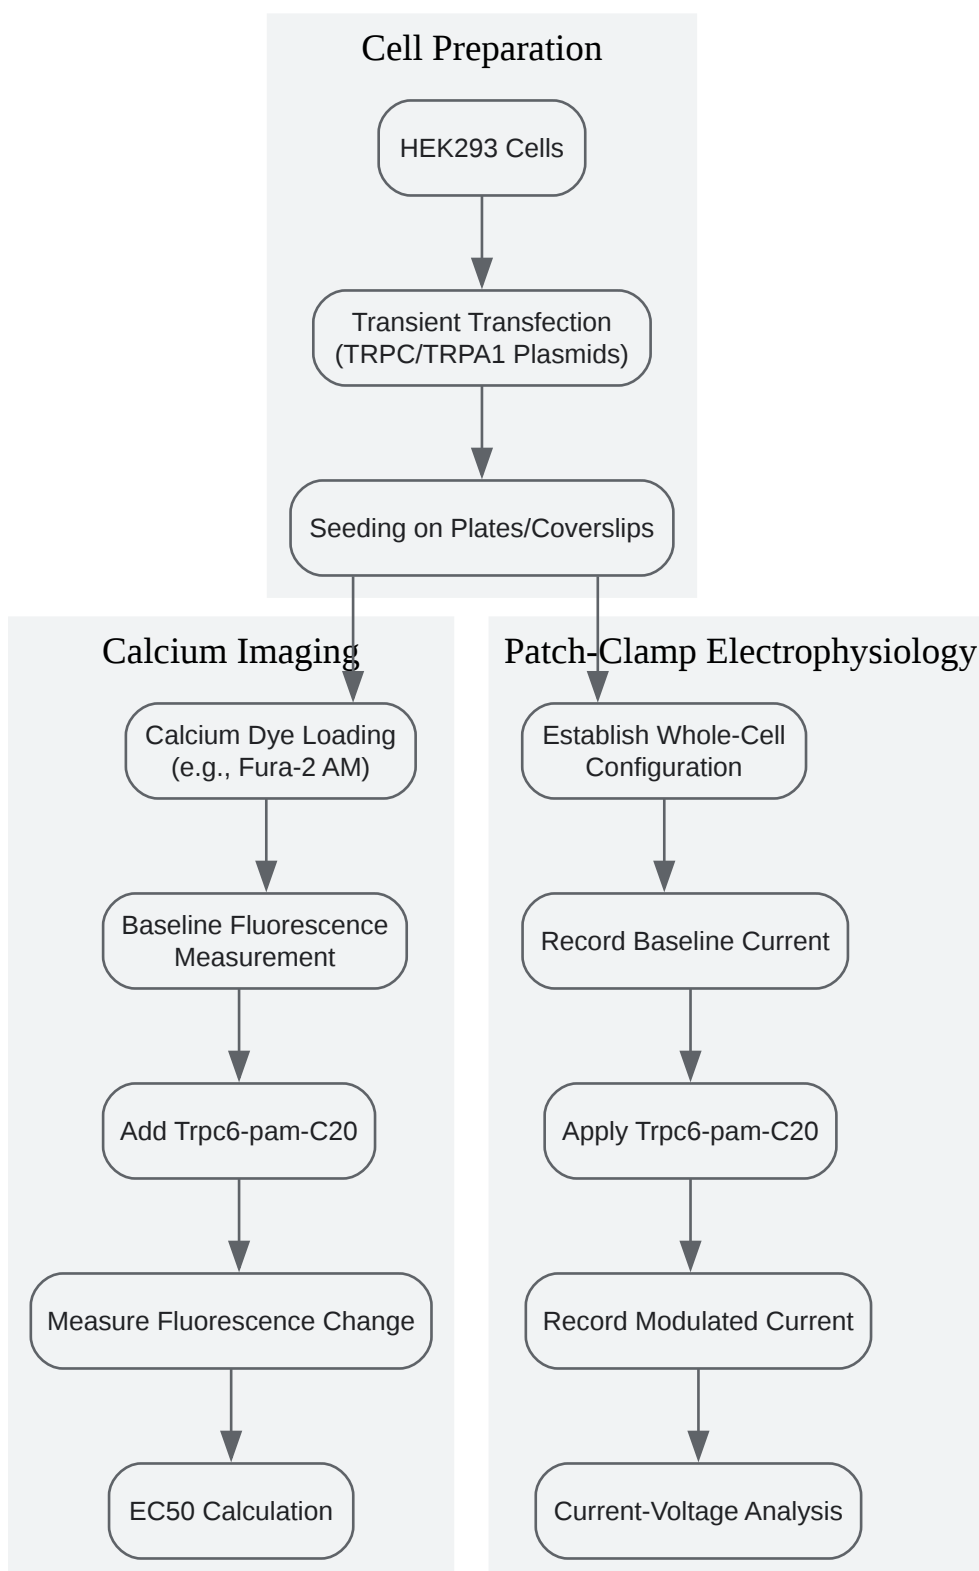 Cell Preparation
HEK293 Cells
Transient Transfection
(TRPC/TRPA1 Plasmids)
Seeding on Plates/Coverslips
Calcium Imaging
Calcium Dye Loading
(e.g., Fura-2 AM)
Baseline Fluorescence
Measurement
Add Trpc6-pam-C20
Measure Fluorescence Change
EC50 Calculation
Patch-Clamp Electrophysiology
Establish Whole-Cell
Configuration
Record Baseline Current
Apply Trpc6-pam-C20
Record Modulated Current
Current-Voltage Analysis